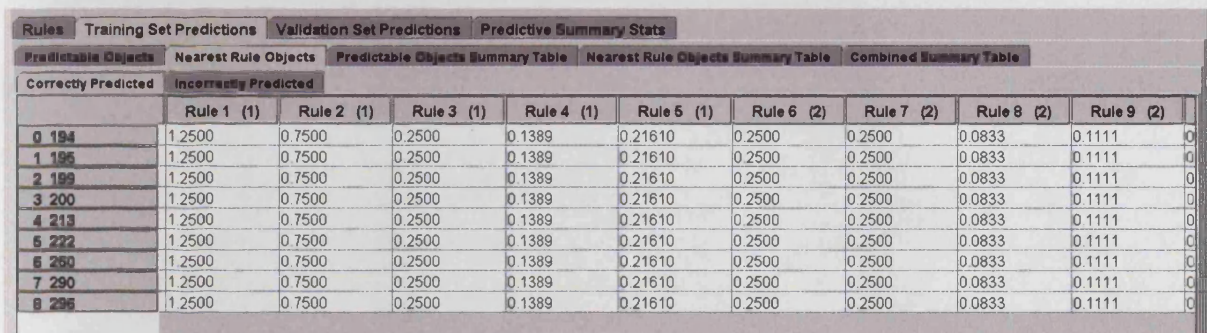 Rules Training Set Predictions Validation Set Predictions Predictive Summary Stats
Predictable Objects Nearest Rule Objects Predictable Objects Summary Table Nearest Rule Objects Summary Table Combined Summary Table
Correctly Predicted Incorrectly Predicted
Rule 1 (1) Rule 2 (1) Rule 3 (1) Rule 4 (1) Rule 5 (1) Rule 6 (2) Rule 7 (2) Rule 8 (2) Rule 9 (2)
0 194 1.2500 0.7500 0.2500 0.1389 0.21610 0.2500 0.2500 0.0833 0.1111 0
1 195 1.2500 0.7500 0.2500 0.1389 0.21610 0.2500 0.2500 0.0833 0.1111 0
2 199 1.2500 0.7500 0.2500 0.1389 0.21610 0.2500 0.2500 0.0833 0.1111 0
3 200 1.2500 0.7500 0.2500 0.1389 0.21610 0.2500 0.2500 0.0833 0.1111 0
4 213 1.2500 0.7500 0.2500 0.1389 0.21610 0.2500 0.2500 0.0833 0.1111 0
5 222 1.2500 0.7500 0.2500 0.1389 0.21610 0.2500 0.2500 0.0833 0.1111 0
6 260 1.2500 0.7500 0.2500 0.1389 0.21610 0.2500 0.2500 0.0833 0.1111 0
7 290 1.2500 0.7500 0.2500 0.1389 0.21610 0.2500 0.2500 0.0833 0.1111 0
8 296 1.2500 0.7500 0.2500 0.1389 0.21610 0.2500 0.2500 0.0833 0.1111 0